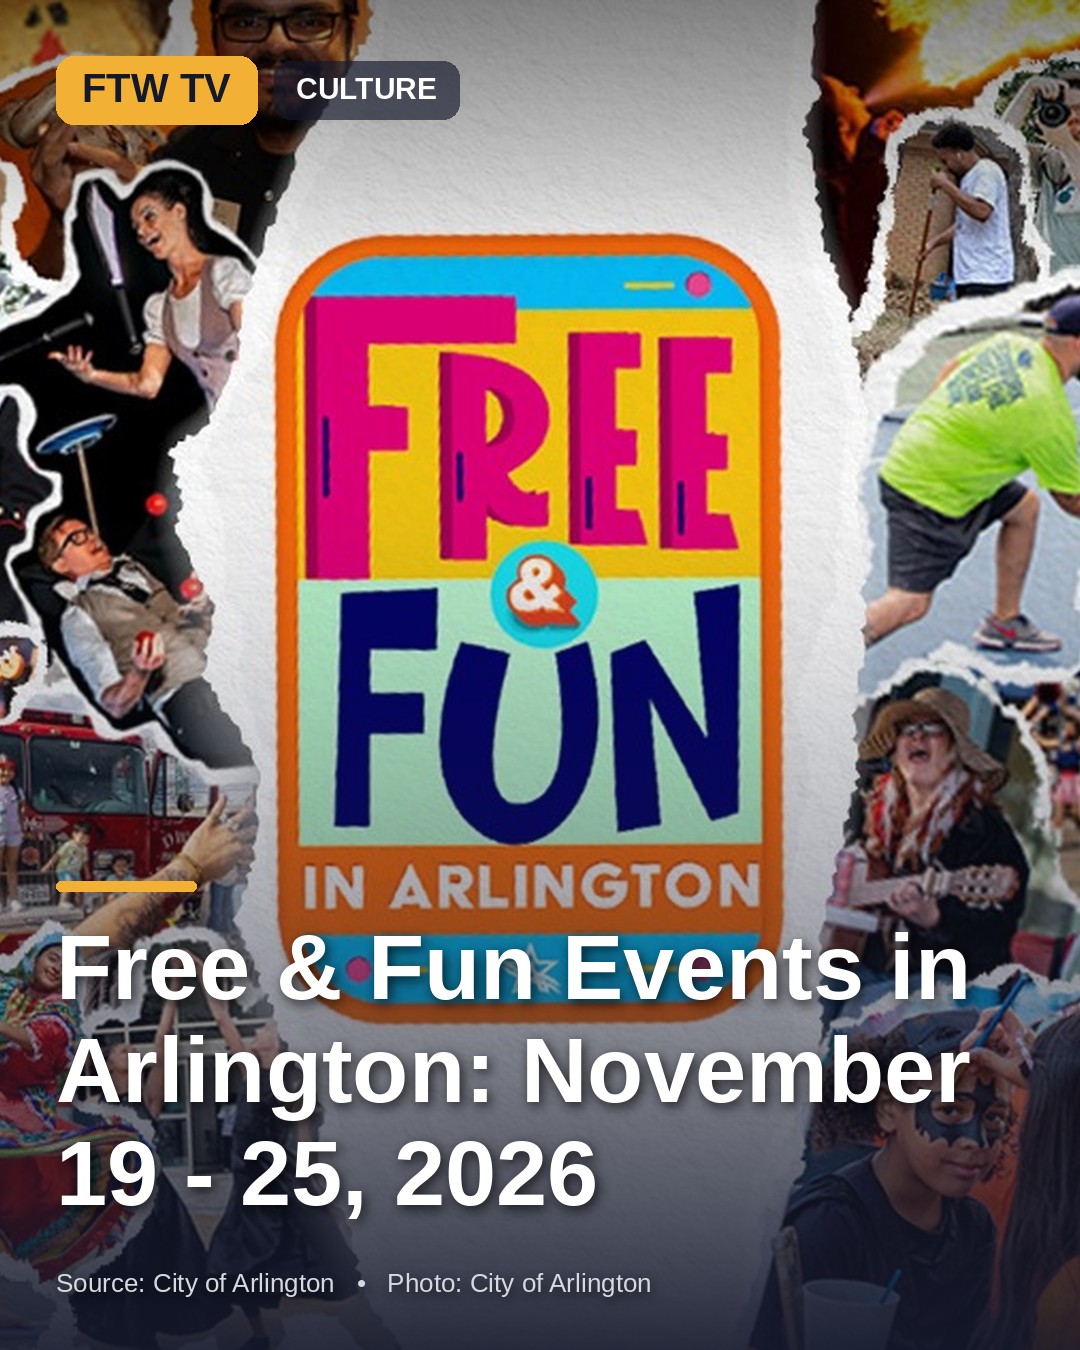 FTW TV
CULTURE
FREE
&
FUN
IN ARLINGTON
Free & Fun Events in
Arlington: November
19 - 25, 2026
Source: City of Arlington • Photo: City of Arlington